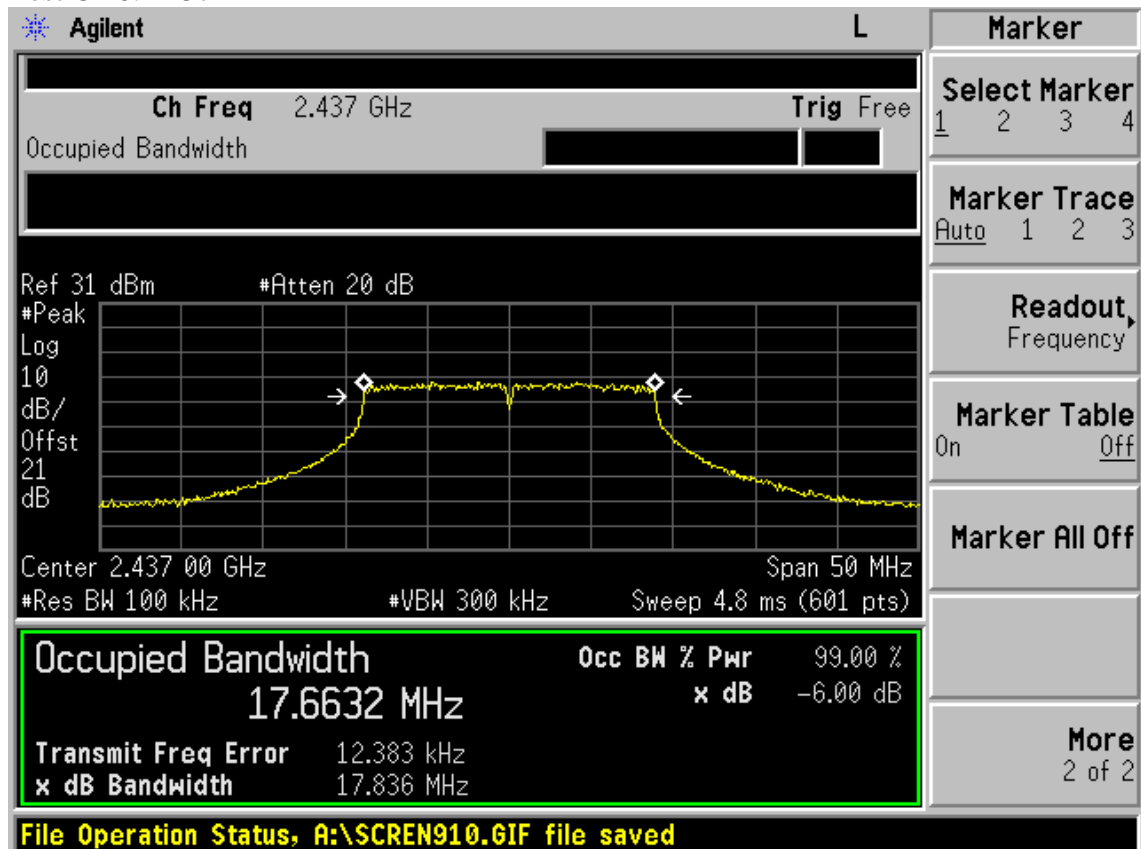 Agilent L
Ch Freq 2.437 GHz Trig Free
Occupied Bandwidth
Ref 31 dBm #Atten 20 dB
#Peak
Log
10
dB/
Offst
21
dB
Center 2.437 00 GHz Span 50 MHz
#Res BW 100 kHz #VBW 300 kHz Sweep 4.8 ms (601 pts)
Occupied Bandwidth
17.6632 MHz
Occ BW % Pwr 99.00 %
x dB -6.00 dB
Transmit Freq Error 12.383 kHz
x dB Bandwidth 17.836 MHz
File Operation Status, A:\SCREN910.GIF file saved
Marker
Select Marker
1 2 3 4
Marker Trace
Auto 1 2 3
Readout
Frequency
Marker Table
On Off
Marker All Off
More
2 of 2